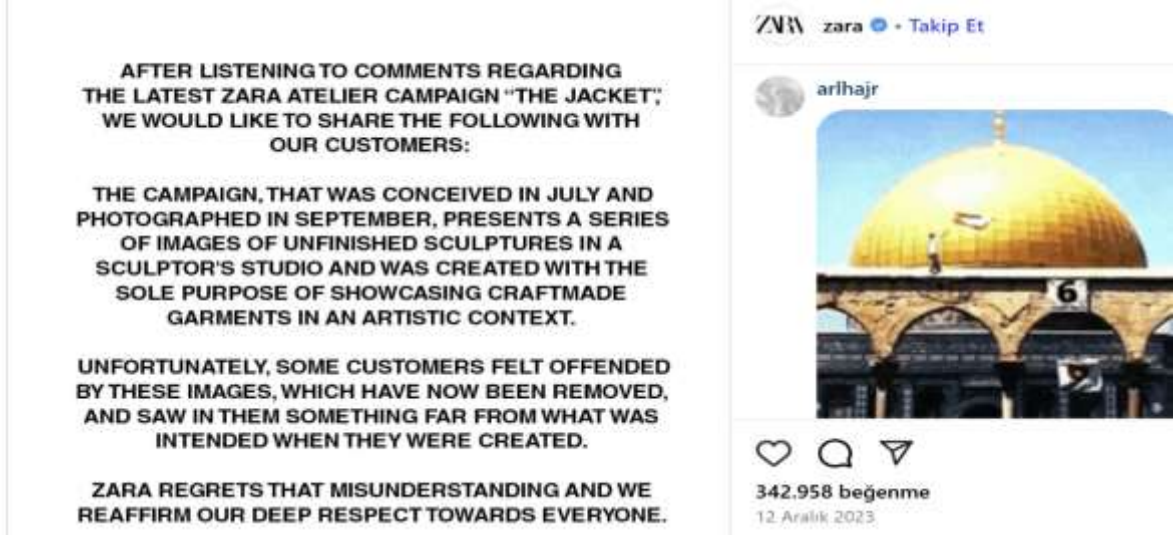 AFTER LISTENING TO COMMENTS REGARDING
THE LATEST ZARA ATELIER CAMPAIGN “THE JACKET”,
WE WOULD LIKE TO SHARE THE FOLLOWING WITH
OUR CUSTOMERS:
THE CAMPAIGN, THAT WAS CONCEIVED IN JULY AND
PHOTOGRAPHED IN SEPTEMBER, PRESENTS A SERIES
OF IMAGES OF UNFINISHED SCULPTURES IN A
SCULPTOR'S STUDIO AND WAS CREATED WITH THE
SOLE PURPOSE OF SHOWCASING CRAFTMADE
GARMENTS IN AN ARTISTIC CONTEXT.
UNFORTUNATELY, SOME CUSTOMERS FELT OFFENDED
BY THESE IMAGES, WHICH HAVE NOW BEEN REMOVED,
AND SAW IN THEM SOMETHING FAR FROM WHAT WAS
INTENDED WHEN THEY WERE CREATED.
ZARA REGRETS THAT MISUNDERSTANDING AND WE
REAFFIRM OUR DEEP RESPECT TOWARDS EVERYONE.
ZARA zara • Takip Et
arlhajr
6
342.958 beğenme
12 Aralık 2023